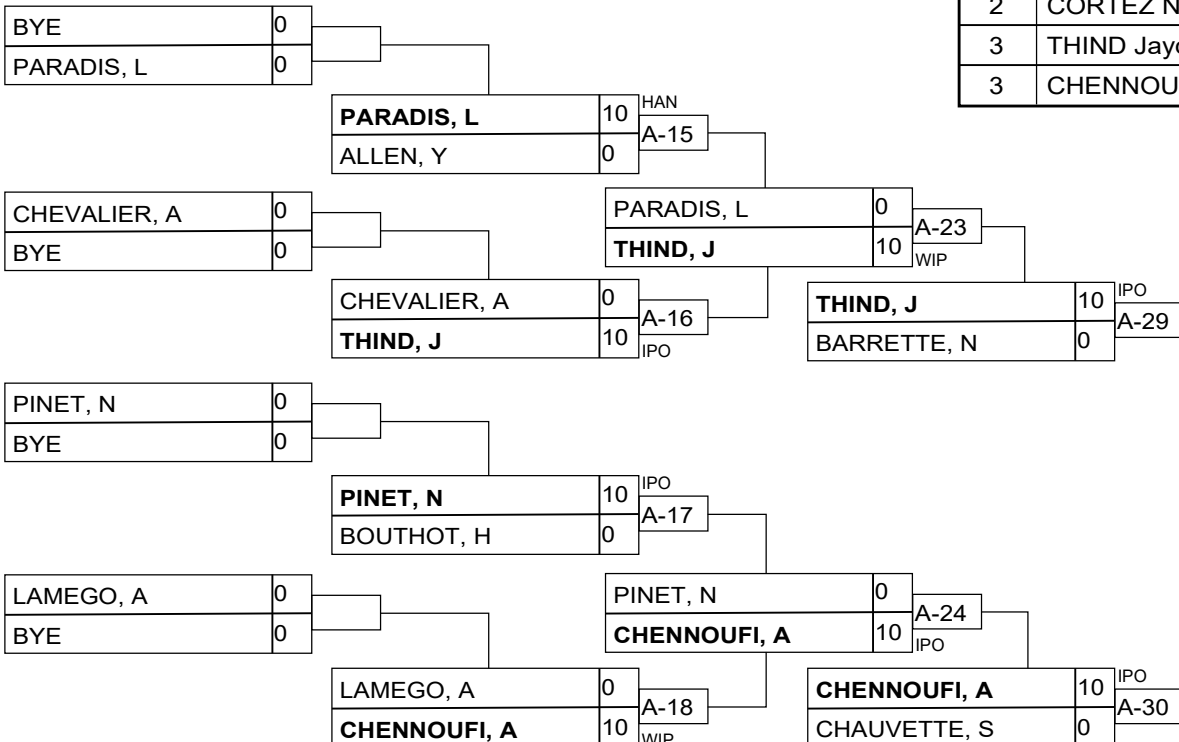 2 CORTEZ N
3 THIND
3
BYE 0
PARADIS, L 0
PARADIS, L 10 HAN
A-15
ALLEN, Y 0
CHEVALIER, A 0
BYE 0
PARADIS, L 0
A-23
THIND, J 10 WIP
CHEVALIER, A 0
A-16
THIND, J 10 IPO
THIND, J 10 IPO
A-29
BARRETTE, N 0
PINET, N 0
BYE 0
PINET, N 10 IPO
A-17
BOUTHOT, H 0
LAMEGO, A 0
BYE 0
PINET, N 0
A-24
CHENNOUFI, A 10 IPO
LAMEGO, A 0
A-18
CHENNOUFI, A 10 WIP
CHENNOUFI, A 10 IPO
A-30
CHAUVETTE, S 0